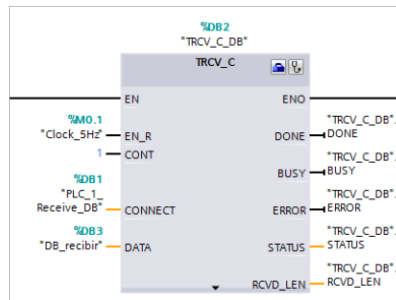 %DB2
"TRCV_C_DB"
TRCV_C
EN
ENO
%M0.1
"Clock_5Hz"
EN_R
1
CONT
%DB1
"PLC_1_
Receive_DB"
CONNECT
%DB3
"DB_recibir"
DATA
"TRCV_C_DB".
DONE
DONE
"TRCV_C_DB".
BUSY
BUSY
"TRCV_C_DB".
ERROR
ERROR
"TRCV_C_DB".
STATUS
STATUS
"TRCV_C_DB".
RCVD_LEN
RCVD_LEN